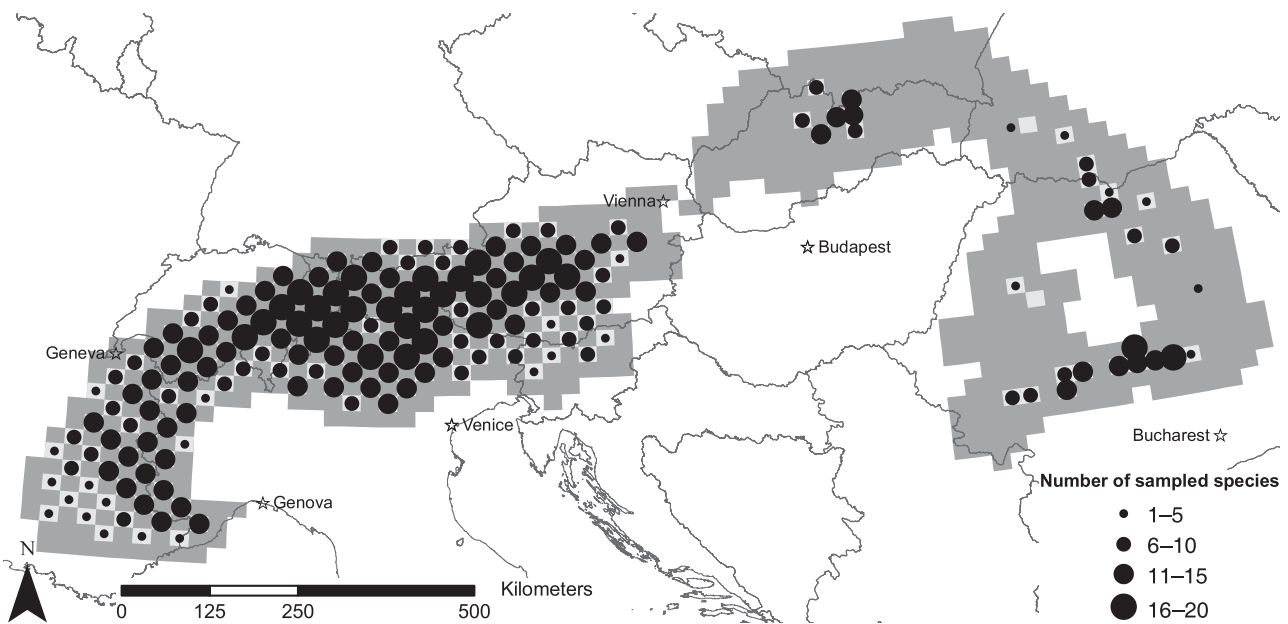 Vienna
Budapest
Geneva
Venice
Bucharest
Genova
Number of sampled species
1–5
6–10
11–15
16–20
N
Kilometers
0 125 250 500